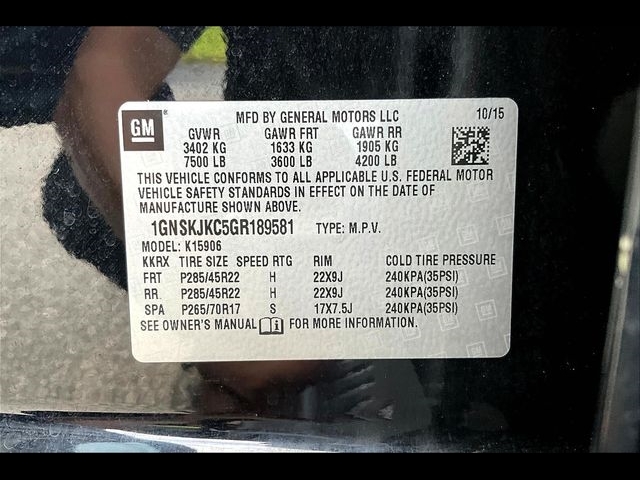 GM
MFD BY GENERAL MOTORS LLC 10/15
GVWR GAWR FRT GAWR RR
3402 KG 1633 KG 1905 KG
7500 LB 3600 LB 4200 LB
THIS VEHICLE CONFORMS TO ALL APPLICABLE U.S. FEDERAL MOTOR
VEHICLE SAFETY STANDARDS IN EFFECT ON THE DATE OF
MANUFACTURE SHOWN ABOVE.
1GNSKJKC5GR189581 TYPE: M.P.V.
MODEL: K15906
KKRX TIRE SIZE SPEED RTG RIM COLD TIRE PRESSURE
FRT P285/45R22 H 22X9J 240KPA(35PSI)
RR P285/45R22 H 22X9J 240KPA(35PSI)
SPA P265/70R17 S 17X7.5J 240KPA(35PSI)
SEE OWNER'S MANUAL FOR MORE INFORMATION.